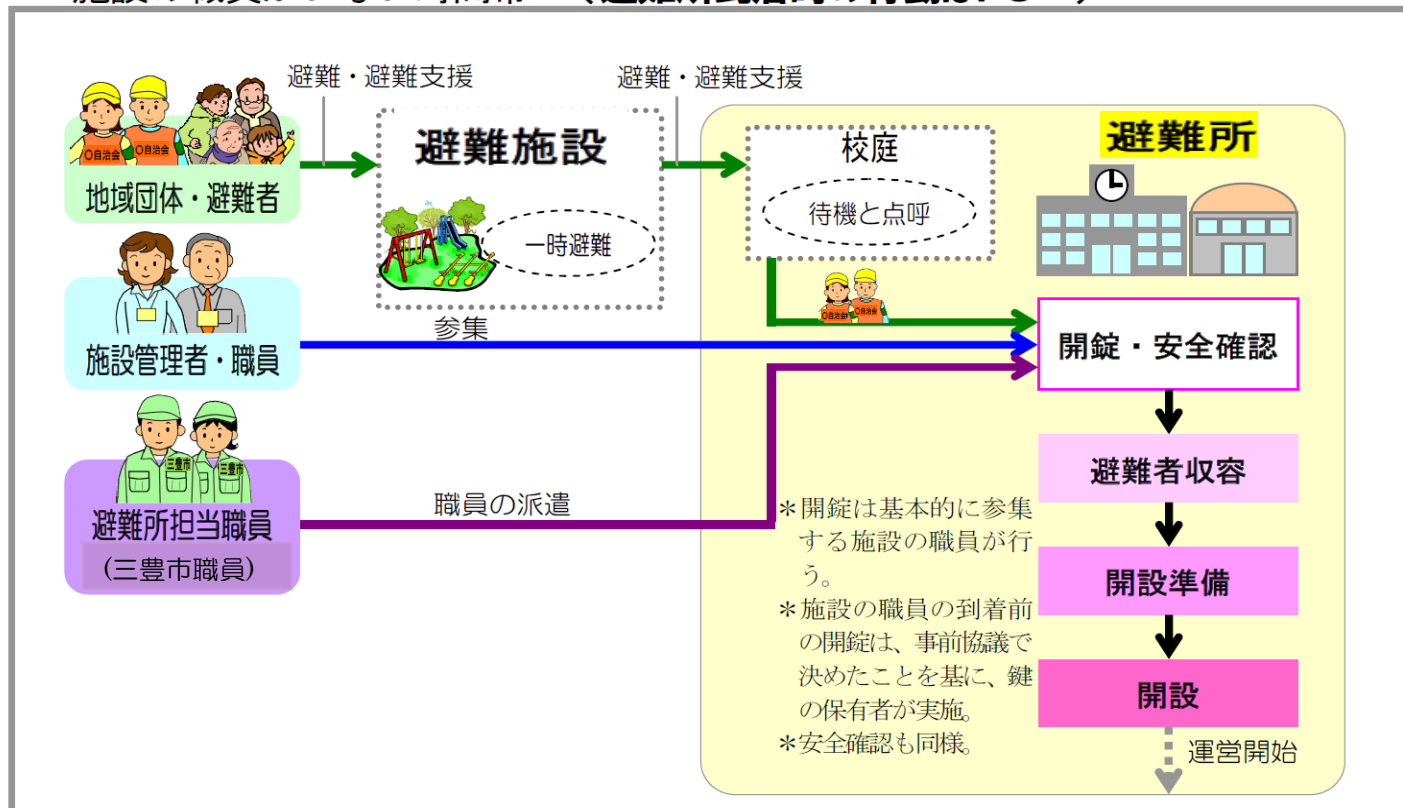 避難・避難支援
避難・避難支援
〇自治会
〇自治会
地域団体・避難者
避難施設
一時避難
校庭
待機と点呼
避難所
〇自治会
〇自治会
施設管理者・職員
参集
開錠・安全確認
三豊市
三豊市
避難所担当職員
(三豊市職員)
職員の派遣
避難者収容
開設準備
開設
運営開始
＊開錠は基本的に参集
する施設の職員が行
う。
＊施設の職員の到着前
の開錠は、事前協議で
決めたことを基に、鍵
の保有者が実施。
＊安全確認も同様。